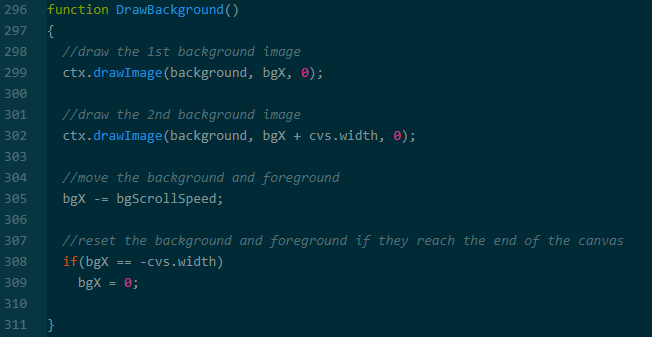 296 function DrawBackground()
297 {
298 //draw the 1st background image
299 ctx.drawImage(background, bgX, 0);
300
301 //draw the 2nd background image
302 ctx.drawImage(background, bgX + cvs.width, 0);
303
304 //move the background and foreground
305 bgX -= bgScrollSpeed;
306
307 //reset the background and foreground if they reach the end of the canvas
308 if(bgX == -cvs.width)
309 bgX = 0;
310
311 }